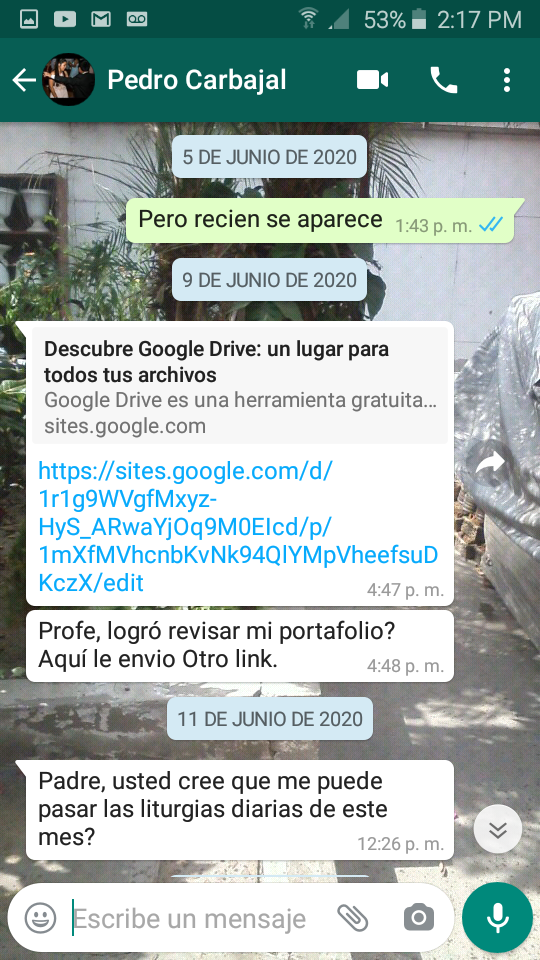 53% 2:17 PM
Pedro Carbajal
5 DE JUNIO DE 2020
Pero recien se aparece 1:43 p. m.
9 DE JUNIO DE 2020
Descubre Google Drive: un lugar para
todos tus archivos
Google Drive es una herramienta gratuita...
sites.google.com
https://sites.google.com/d/
1r1g9WVgfMxyz-
HyS_ARwaYjOq9M0EIcd/p/
1mXfMVhcnbKvNk94QlYMpVheefsuD
KczX/edit 4:47 p. m.
Profe, logró revisar mi portafolio?
Aquí le envio Otro link. 4:48 p. m.
11 DE JUNIO DE 2020
Padre, usted cree que me puede
pasar las liturgias diarias de este
mes? 12:26 p. m.
Escribe un mensaje